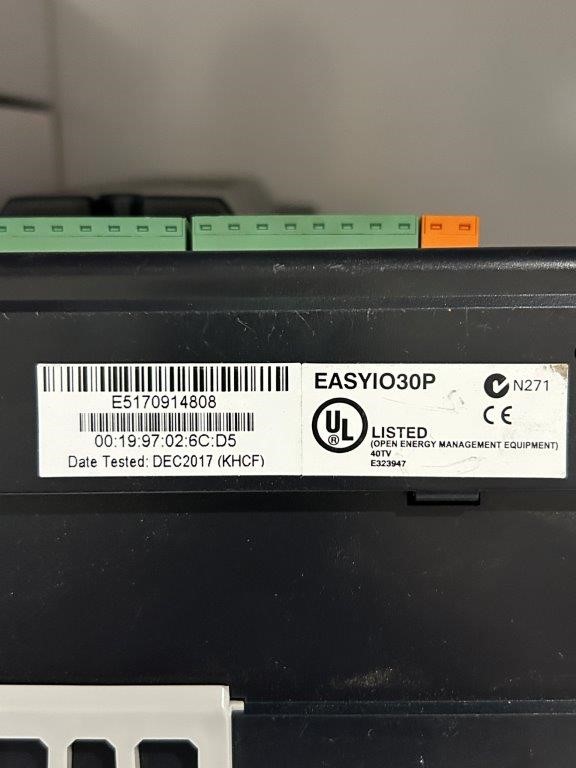 E5170914808
00:19:97:02:6C:D5
Date Tested: DEC2017 (KHCF)
EASYIO30P
N271
CE
UL
®
LISTED
(OPEN ENERGY MANAGEMENT EQUIPMENT)
40TV
E323947